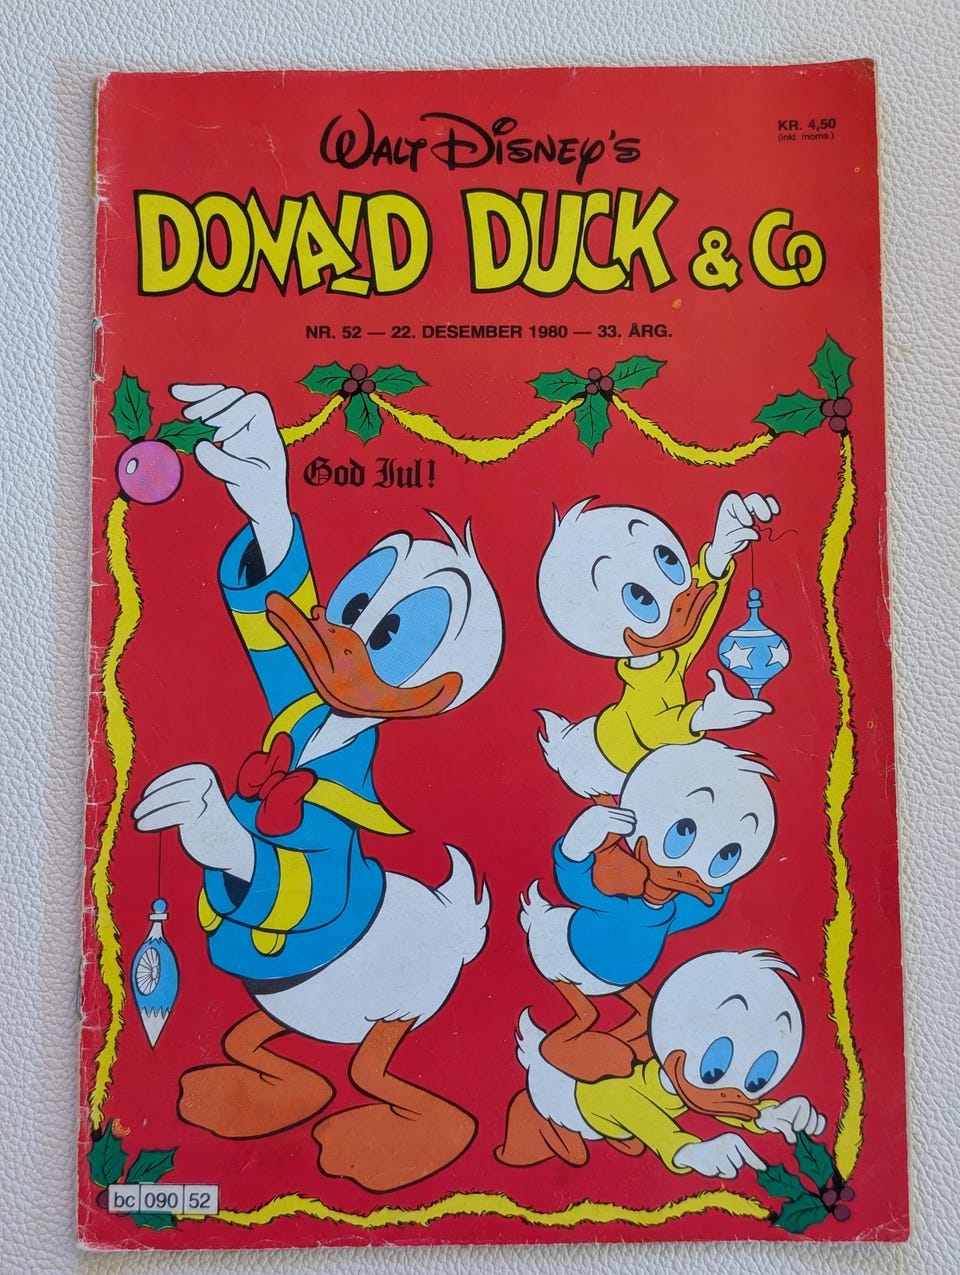 Walt Disney's
KR. 4,50
(inkl. moms.)
DONALD DUCK & Co
NR. 52 — 22. DESEMBER 1980 — 33. ÅRG.
God Jul!
bc 090 52